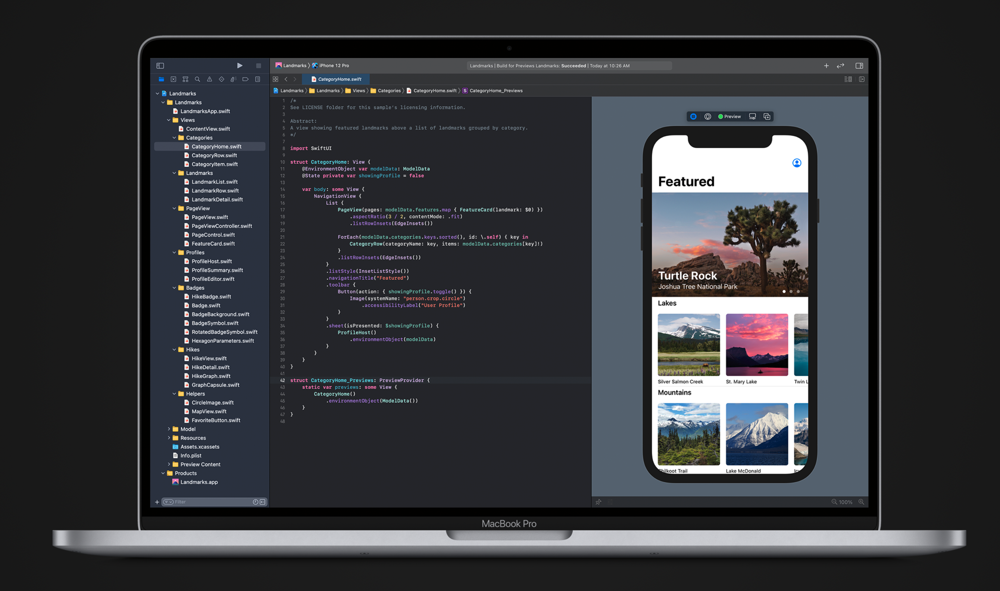 Landmarks 〉 iPhone 12 Pro
Landmarks | Build for Previews Landmarks: Succeeded | Today at 10:26 AM
CategoryHome.swift
Landmarks 〉 Landmarks 〉 Views 〉 Categories 〉 CategoryHome.swift 〉 S CategoryHome_Previews
Landmarks
Landmarks
LandmarksApp.swift
Views
ContentView.swift
Categories
CategoryHome.swift
CategoryRow.swift
CategoryItem.swift
Landmarks
LandmarkList.swift
LandmarkRow.swift
LandmarkDetail.swift
PageView
PageView.swift
PageViewController.swift
PageControl.swift
FeatureCard.swift
Profiles
ProfileHost.swift
ProfileSummary.swift
ProfileEditor.swift
Badges
HikeBadge.swift
Badge.swift
BadgeBackground.swift
BadgeSymbol.swift
RotatedBadgeSymbol.swift
HexagonParameters.swift
Hikes
HikeView.swift
HikeDetail.swift
HikeGraph.swift
GraphCapsule.swift
Helpers
CircleImage.swift
MapView.swift
FavoriteButton.swift
Model
Resources
Assets.xcassets
Info.plist
Preview Content
Products
Landmarks.app
Filter
1 /*
2 See LICENSE folder for this sample's licensing information.
3
4 Abstract:
5 A view showing featured landmarks above a list of landmarks grouped by category.
6 */
7
8 import SwiftUI
9
10 struct CategoryHome: View {
11     @EnvironmentObject var modelData: ModelData
12     @State private var showingProfile = false
13
14     var body: some View {
15         NavigationView {
16             List {
17                 PageView(pages: modelData.features.map { FeatureCard(landmark: $0) })
18                     .aspectRatio(3 / 2, contentMode: .fit)
19                     .listRowInsets(EdgeInsets())
20
21                 ForEach(modelData.categories.keys.sorted(), id: \.self) { key in
22                     CategoryRow(categoryName: key, items: modelData.categories[key]!)
23                 }
24                 .listRowInsets(EdgeInsets())
25             }
26             .listStyle(InsetListStyle())
27             .navigationTitle("Featured")
28             .toolbar {
29                 Button(action: { showingProfile.toggle() }) {
30                     Image(systemName: "person.crop.circle")
31                         .accessibilityLabel("User Profile")
32                 }
33             }
34             .sheet(isPresented: $showingProfile) {
35                 ProfileHost()
36                     .environmentObject(modelData)
37             }
38         }
39     }
40 }
41
42 struct CategoryHome_Previews: PreviewProvider {
43     static var previews: some View {
44         CategoryHome()
45             .environmentObject(ModelData())
46     }
47 }
48
Preview
Featured
Turtle Rock
Joshua Tree National Park
Lakes
Silver Salmon Creek
St. Mary Lake
Twin L
Mountains
Chilkoot Trail
Lake McDonald
100%
MacBook Pro